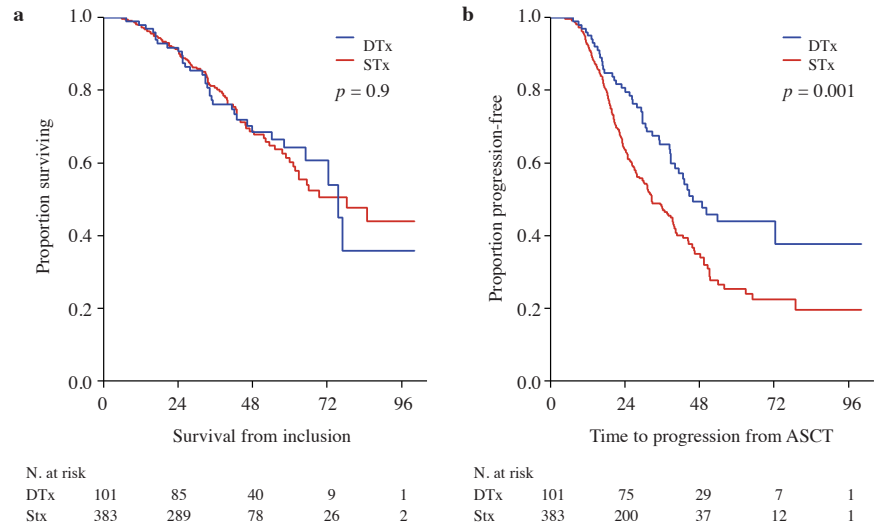 a
1.0
0.8
0.6
0.4
0.2
0.0
Proportion surviving
DTx
STx
p = 0.9
0 24 48 72 96
Survival from inclusion
N. at risk
DTx 101 85 40 9 1
Stx 383 289 78 26 2
b
1.0
0.8
0.6
0.4
0.2
0.0
Proportion progression-free
DTx
STx
p = 0.001
0 24 48 72 96
Time to progression from ASCT
N. at risk
DTx 101 75 29 7 1
Stx 383 200 37 12 1